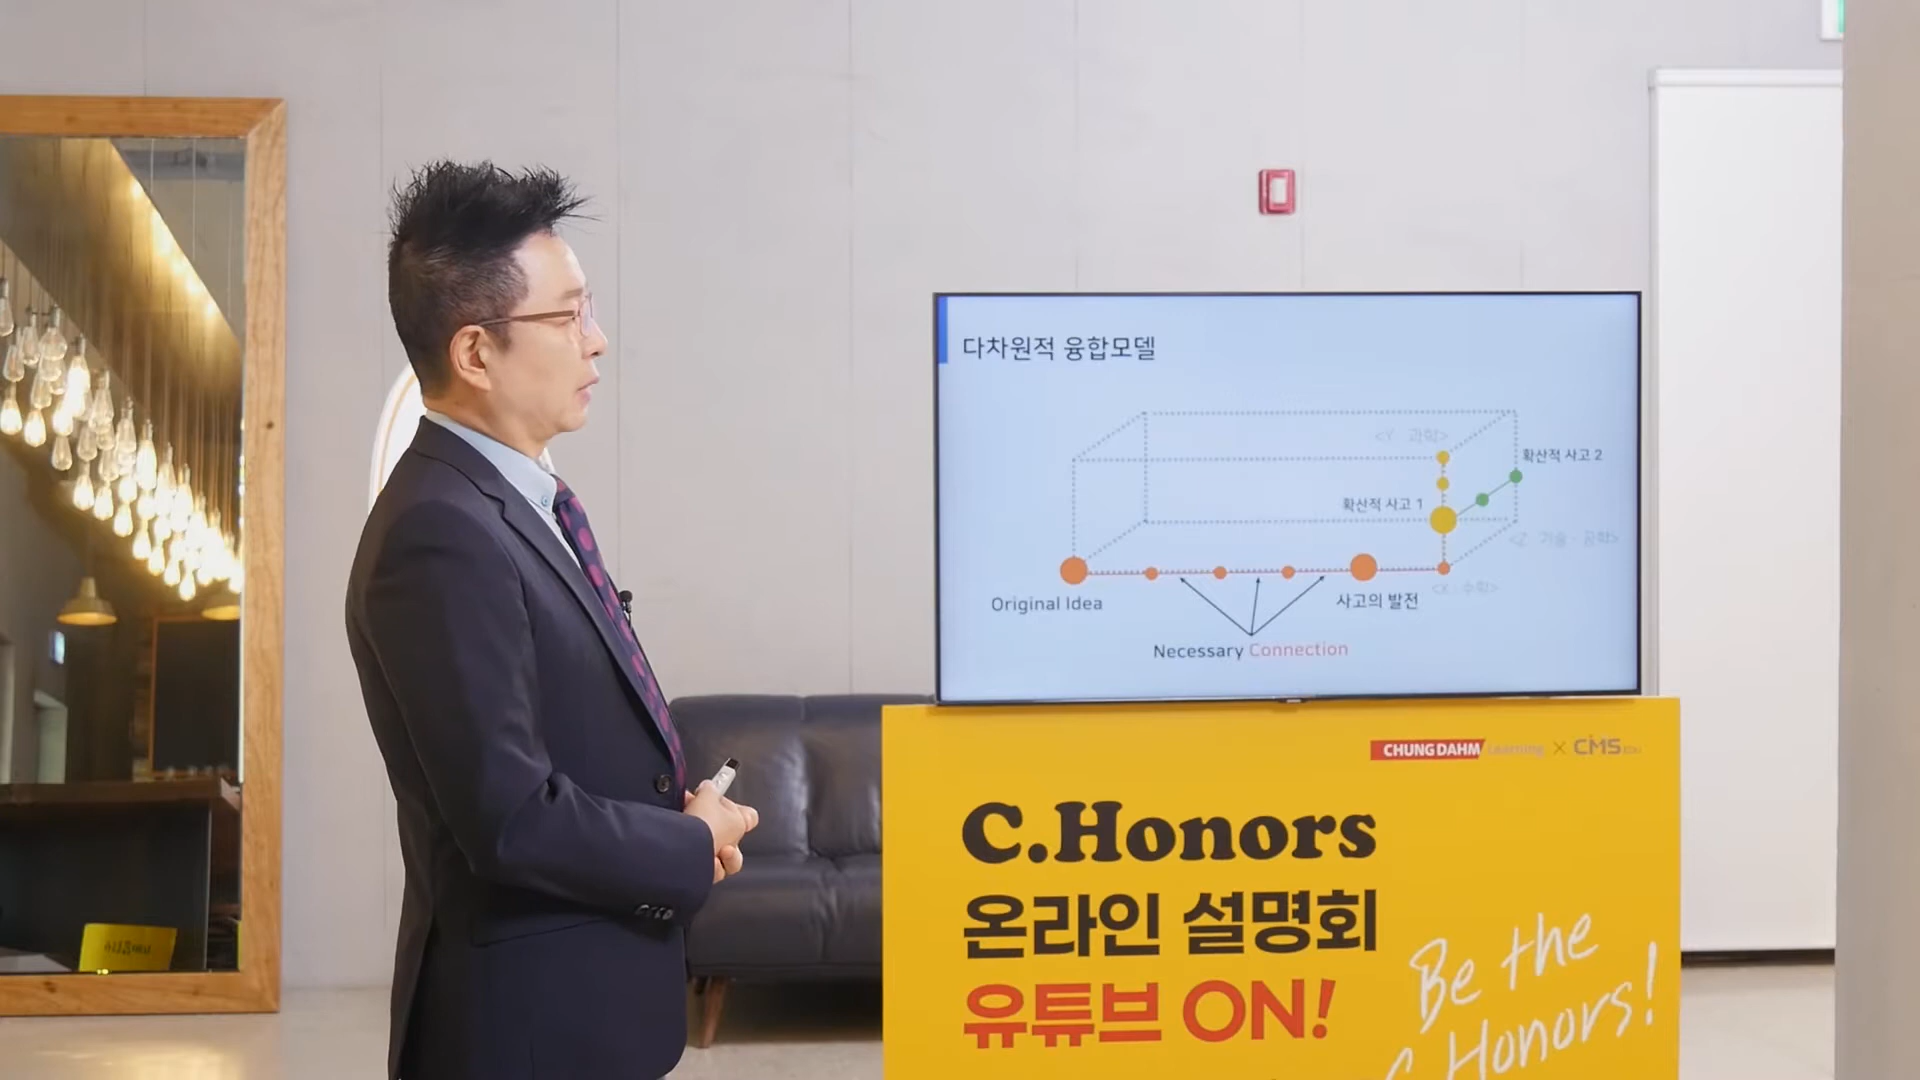 다차원적 융합모델
<Y : 과학>
확산적 사고 2
확산적 사고 1
<Z : 기술 · 공학>
<X : 수학>
Original Idea
사고의 발전
Necessary Connection
CHUNGDAHM Learning × CMS EDU
C.Honors
온라인 설명회
유튜브 ON!
Be the
C Honors!